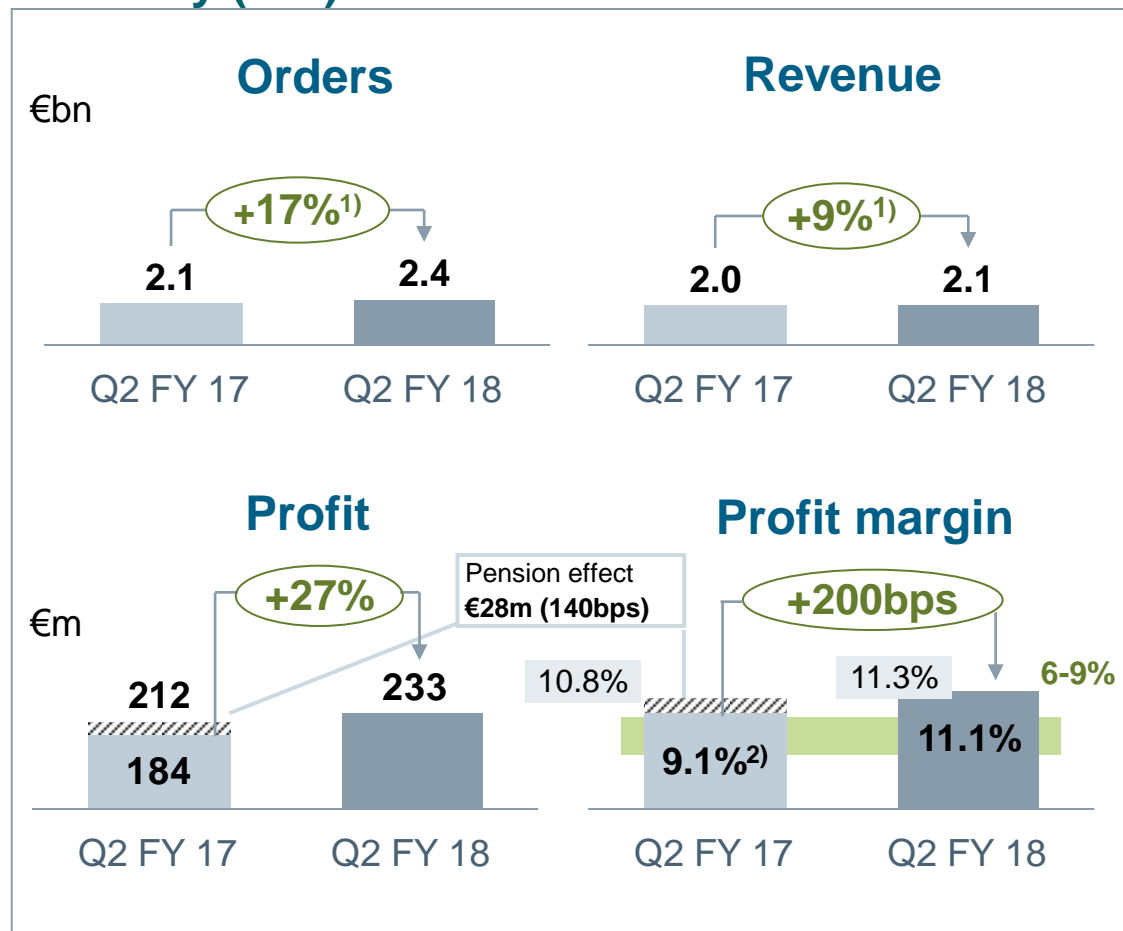 Orders
Revenue
€bn
+17%1)
+9%1)
2.1
2.4
2.0
2.1
Q2 FY 17
Q2 FY 18
Q2 FY 17
Q2 FY 18
Profit
Profit margin
Pension effect
€28m (140bps)
+27%
+200bps
€m
212
233
10.8%
11.3%
6-9%
184
9.1%2)
11.1%
Q2 FY 17
Q2 FY 18
Q2 FY 17
Q2 FY 18